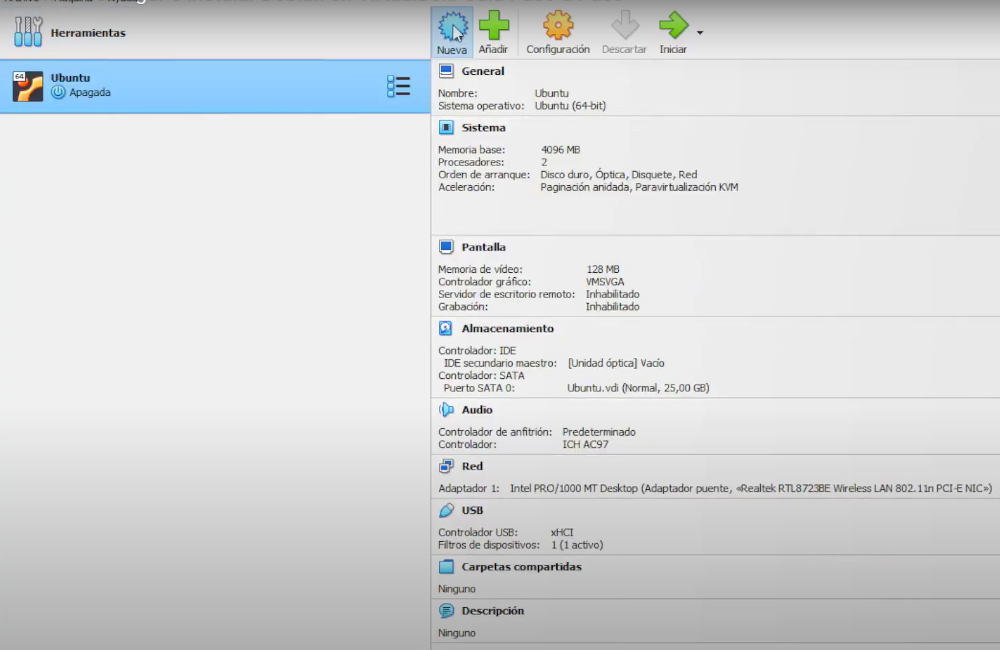 Herramientas
Nueva
Añadir
Configuración
Descartar
Iniciar
64
Ubuntu
Apagada
General
Nombre: Ubuntu
Sistema operativo: Ubuntu (64-bit)
Sistema
Memoria base: 4096 MB
Procesadores: 2
Orden de arranque: Disco duro, Óptica, Disquete, Red
Aceleración: Paginación anidada, Paravirtualización KVM
Pantalla
Memoria de vídeo: 128 MB
Controlador gráfico: VMSVGA
Servidor de escritorio remoto: Inhabilitado
Grabación: Inhabilitado
Almacenamiento
Controlador: IDE
IDE secundario maestro: [Unidad óptica] Vacío
Controlador: SATA
Puerto SATA 0: Ubuntu.vdi (Normal, 25,00 GB)
Audio
Controlador de anfitrión: Predeterminado
Controlador: ICH AC97
Red
Adaptador 1: Intel PRO/1000 MT Desktop (Adaptador puente, «Realtek RTL8723BE Wireless LAN 802.11n PCI-E NIC»)
USB
Controlador USB: xHCI
Filtros de dispositivos: 1 (1 activo)
Carpetas compartidas
Ninguno
Descripción
Ninguno